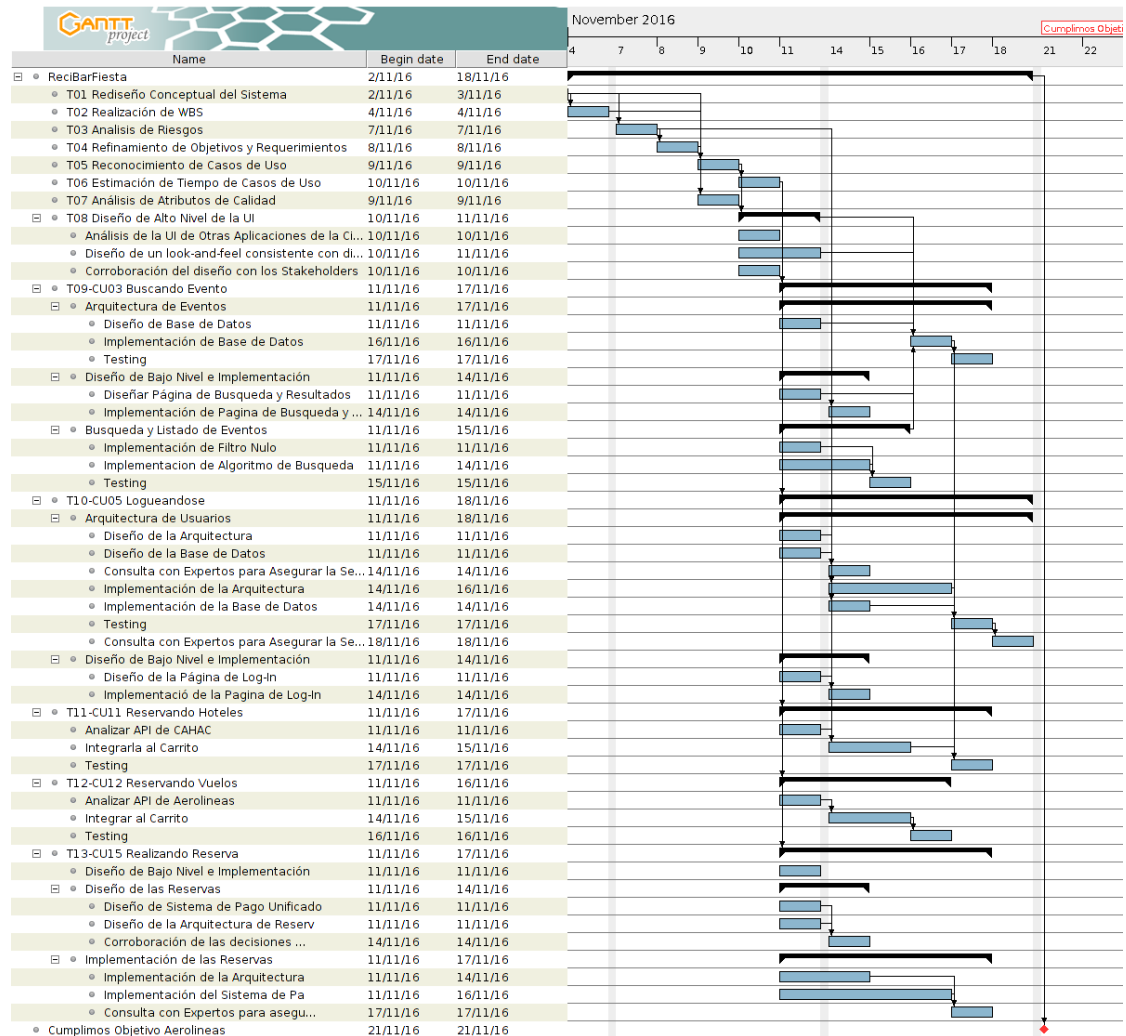 GANTT
project
November 2016
Cumplimos Objeti
4 7 8 9 10 11 14 15 16 17 18 21 22
Name Begin date End date
ReciBarFiesta 2/11/16 18/11/16
T01 Rediseño Conceptual del Sistema 2/11/16 3/11/16
T02 Realización de WBS 4/11/16 4/11/16
T03 Analisis de Riesgos 7/11/16 7/11/16
T04 Refinamiento de Objetivos y Requerimientos 8/11/16 8/11/16
T05 Reconocimiento de Casos de Uso 9/11/16 9/11/16
T06 Estimación de Tiempo de Casos de Uso 10/11/16 10/11/16
T07 Análisis de Atributos de Calidad 9/11/16 9/11/16
T08 Diseño de Alto Nivel de la UI 10/11/16 11/11/16
Análisis de la UI de Otras Aplicaciones de la Ci... 10/11/16 10/11/16
Diseño de un look-and-feel consistente con di... 10/11/16 11/11/16
Corroboración del diseño con los Stakeholders 10/11/16 10/11/16
T09-CU03 Buscando Evento 11/11/16 17/11/16
Arquitectura de Eventos 11/11/16 17/11/16
Diseño de Base de Datos 11/11/16 11/11/16
Implementación de Base de Datos 16/11/16 16/11/16
Testing 17/11/16 17/11/16
Diseño de Bajo Nivel e Implementación 11/11/16 14/11/16
Diseñar Página de Busqueda y Resultados 11/11/16 11/11/16
Implementación de Pagina de Busqueda y ... 14/11/16 14/11/16
Busqueda y Listado de Eventos 11/11/16 15/11/16
Implementación de Filtro Nulo 11/11/16 11/11/16
Implementacion de Algoritmo de Busqueda 11/11/16 14/11/16
Testing 15/11/16 15/11/16
T10-CU05 Logueandose 11/11/16 18/11/16
Arquitectura de Usuarios 11/11/16 18/11/16
Diseño de la Arquitectura 11/11/16 11/11/16
Diseño de la Base de Datos 11/11/16 11/11/16
Consulta con Expertos para Asegurar la Se... 14/11/16 14/11/16
Implementación de la Arquitectura 14/11/16 16/11/16
Implementación de la Base de Datos 14/11/16 14/11/16
Testing 17/11/16 17/11/16
Consulta con Expertos para Asegurar la Se... 18/11/16 18/11/16
Diseño de Bajo Nivel e Implementación 11/11/16 14/11/16
Diseño de la Página de Log-In 11/11/16 11/11/16
Implementació de la Pagina de Log-In 14/11/16 14/11/16
T11-CU11 Reservando Hoteles 11/11/16 17/11/16
Analizar API de CAHAC 11/11/16 11/11/16
Integrarla al Carrito 14/11/16 15/11/16
Testing 17/11/16 17/11/16
T12-CU12 Reservando Vuelos 11/11/16 16/11/16
Analizar API de Aerolineas 11/11/16 11/11/16
Integrar al Carrito 14/11/16 15/11/16
Testing 16/11/16 16/11/16
T13-CU15 Realizando Reserva 11/11/16 17/11/16
Diseño de Bajo Nivel e Implementación 11/11/16 11/11/16
Diseño de las Reservas 11/11/16 14/11/16
Diseño de Sistema de Pago Unificado 11/11/16 11/11/16
Diseño de la Arquitectura de Reserv 11/11/16 11/11/16
Corroboración de las decisiones ... 14/11/16 14/11/16
Implementación de las Reservas 11/11/16 17/11/16
Implementación de la Arquitectura 11/11/16 14/11/16
Implementación del Sistema de Pa 11/11/16 16/11/16
Consulta con Expertos para asegu... 17/11/16 17/11/16
Cumplimos Objetivo Aerolineas 21/11/16 21/11/16